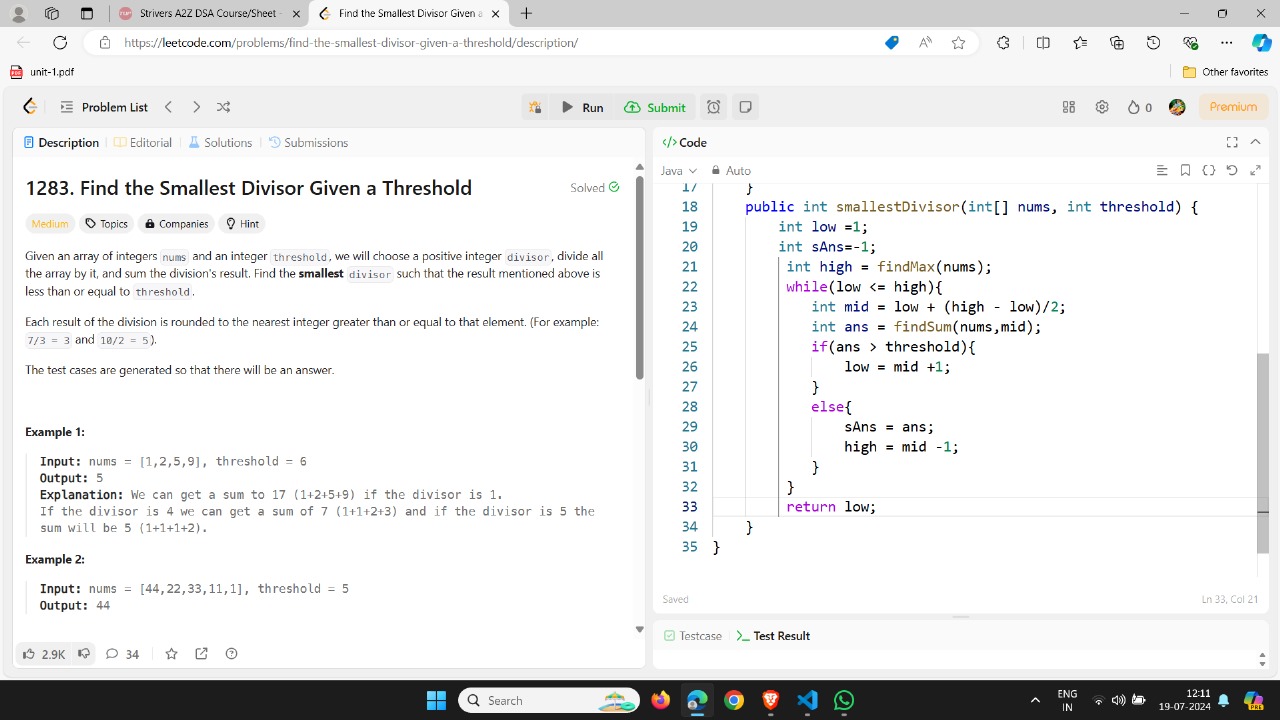 Strivers A2Z DSA Course/Sheet -
Find the Smallest Divisor Given a
https://leetcode.com/problems/find-the-smallest-divisor-given-a-threshold/description/
unit-1.pdf
Other favorites
Problem List
Run
Submit
0
Premium
Description
Editorial
Solutions
Submissions
1283. Find the Smallest Divisor Given a Threshold
Solved
Medium
Topics
Companies
Hint
Given an array of integers nums and an integer threshold, we will choose a positive integer divisor, divide all
the array by it, and sum the division's result. Find the smallest divisor such that the result mentioned above is
less than or equal to threshold.
Each result of the division is rounded to the nearest integer greater than or equal to that element. (For example:
7/3 = 3 and 10/2 = 5).
The test cases are generated so that there will be an answer.
Example 1:
Input: nums = [1,2,5,9], threshold = 6
Output: 5
Explanation: We can get a sum to 17 (1+2+5+9) if the divisor is 1.
If the divisor is 4 we can get a sum of 7 (1+1+2+3) and if the divisor is 5 the
sum will be 5 (1+1+1+2).
Example 2:
Input: nums = [44,22,33,11,1], threshold = 5
Output: 44
2.9K
34
</>Code
Java
Auto
17 }
18 public int smallestDivisor(int[] nums, int threshold) {
19 int low =1;
20 int sAns=-1;
21 int high = findMax(nums);
22 while(low <= high){
23 int mid = low + (high - low)/2;
24 int ans = findSum(nums,mid);
25 if(ans > threshold){
26 low = mid +1;
27 }
28 else{
29 sAns = ans;
30 high = mid -1;
31 }
32 }
33 return low;
34 }
35 }
Saved
Ln 33, Col 21
Testcase
Test Result
Search
ENG
IN
12:11
19-07-2024